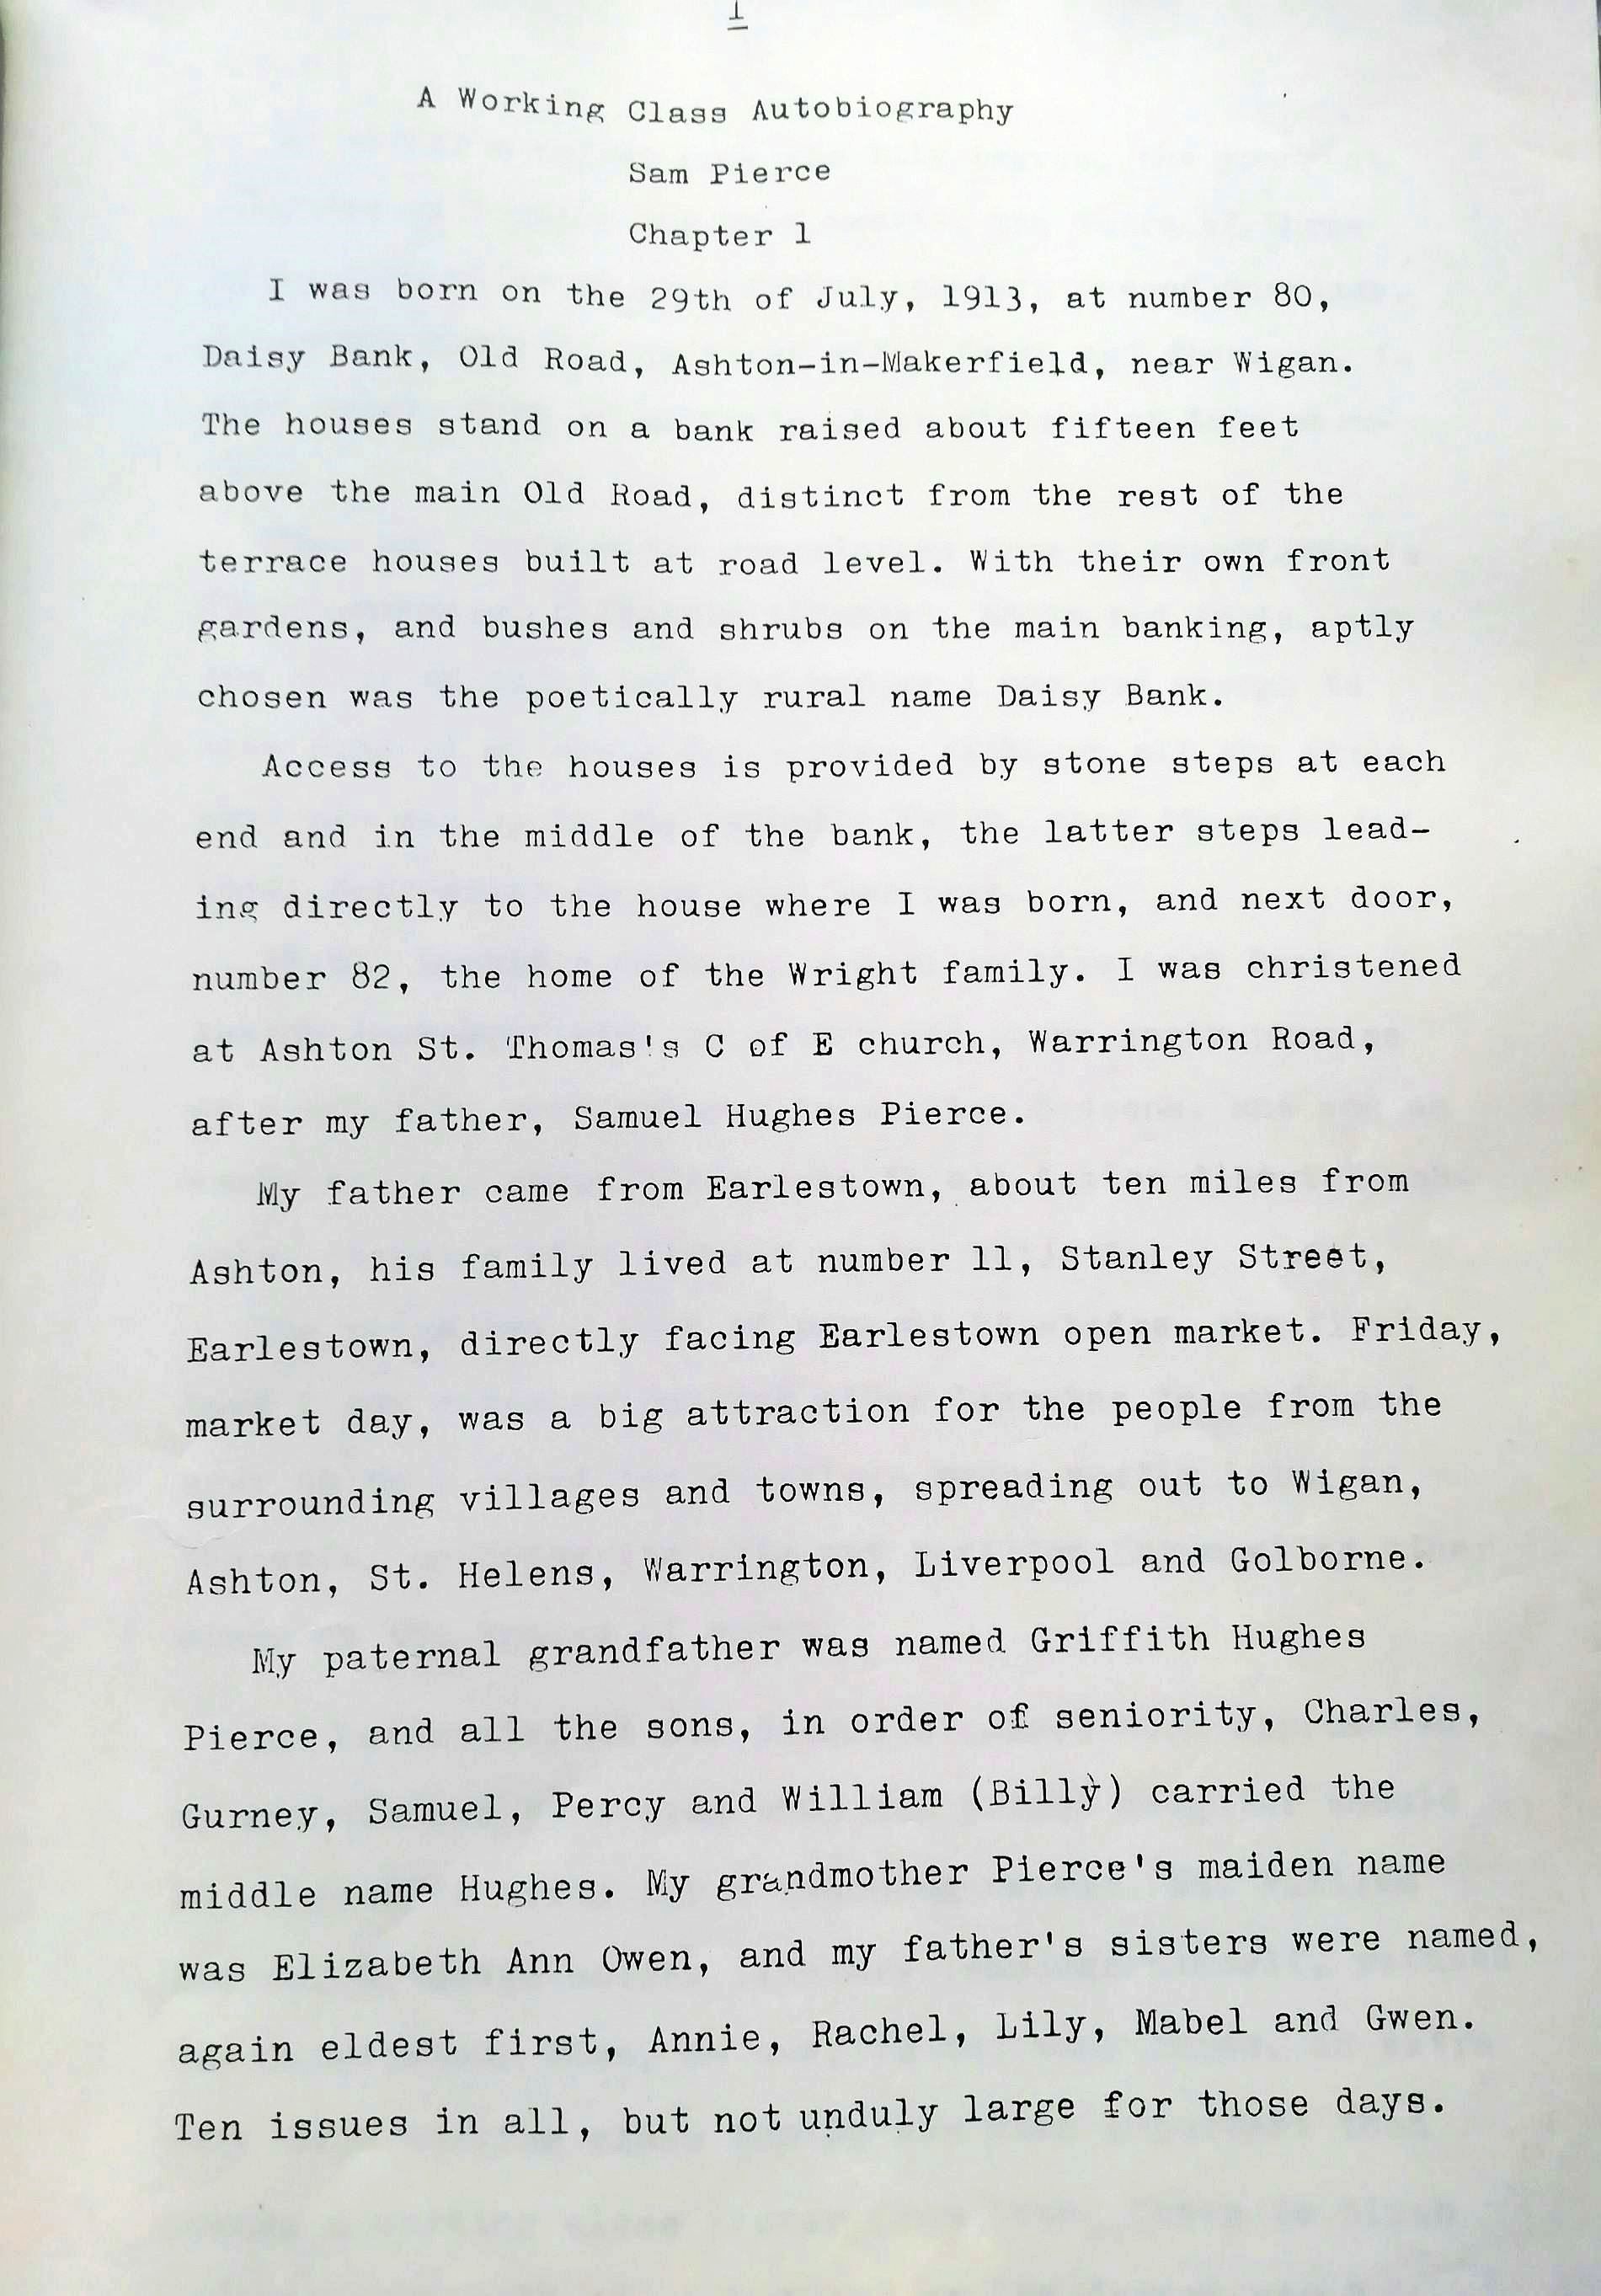 1
A Working Class Autobiography
Sam Pierce
Chapter 1
I was born on the 29th of July, 1913, at number 80,
Daisy Bank, Old Road, Ashton-in-Makerfield, near Wigan.
The houses stand on a bank raised about fifteen feet
above the main Old Road, distinct from the rest of the
terrace houses built at road level. With their own front
gardens, and bushes and shrubs on the main banking, aptly
chosen was the poetically rural name Daisy Bank.
Access to the houses is provided by stone steps at each
end and in the middle of the bank, the latter steps lead-
ing directly to the house where I was born, and next door,
number 82, the home of the Wright family. I was christened
at Ashton St. Thomas's C of E church, Warrington Road,
after my father, Samuel Hughes Pierce.
My father came from Earlestown, about ten miles from
Ashton, his family lived at number 11, Stanley Street,
Earlestown, directly facing Earlestown open market. Friday,
market day, was a big attraction for the people from the
surrounding villages and towns, spreading out to Wigan,
Ashton, St. Helens, Warrington, Liverpool and Golborne.
My paternal grandfather was named Griffith Hughes
Pierce, and all the sons, in order of seniority, Charles,
Gurney, Samuel, Percy and William (Billy) carried the
middle name Hughes. My grandmother Pierce's maiden name
was Elizabeth Ann Owen, and my father's sisters were named,
again eldest first, Annie, Rachel, Lily, Mabel and Gwen.
Ten issues in all, but not unduly large for those days.